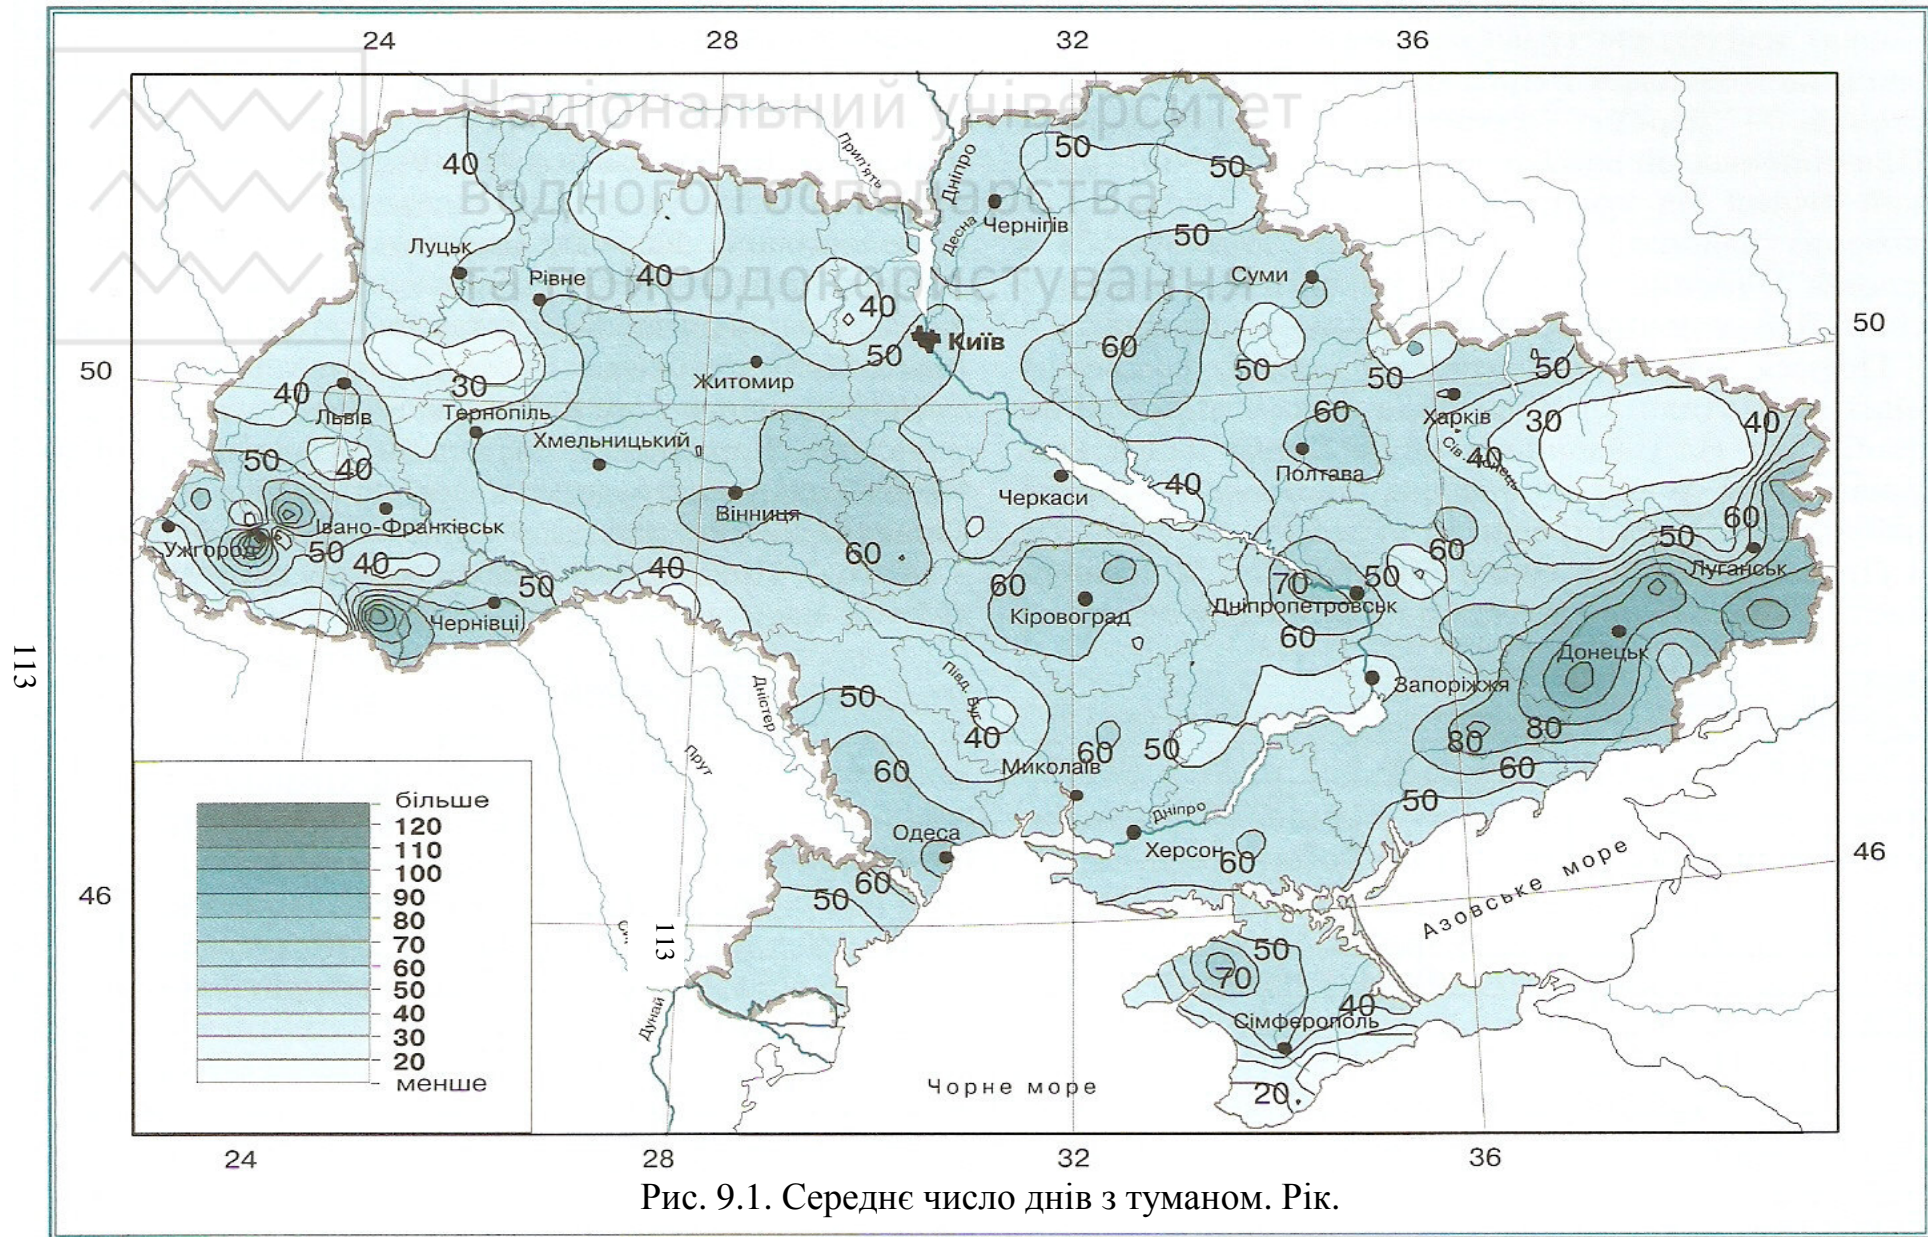 24 28 32 36
Національний університет
водного господарства
та природокористування
40
50
50
Прип'ять
Дніпро
Десна
Чернігів
50
Луцьк
Рівне
40
40
Суми
50
50
Київ
50
60
50
50
50
Житомир
30
40
Львів
Тернопіль
Хмельницький
60
Харків
30
40
50
40
Полтава
Сів. Донець
40
40
Черкаси
Вінниця
Івано-Франківськ
Ужгород
50
40
40
60
60
50
60
50
60
Луганськ
50
Чернівці
60
Кіровоград
70
Дніпропетровськ
60
Донецьк
Запоріжжя
Дністер
Півд. Буг
50
40
60
50
80
80
Прут
60
Миколаїв
60
50
Дніпро
Одеса
Херсон
60
46
46
60
50
Азовське море
50
70
40
Сімферополь
20
Дунай
Чорне море
113
113
більше
120
110
100
90
80
70
60
50
40
30
20
менше
24 28 32 36
Рис. 9.1. Середнє число днів з туманом. Рік.